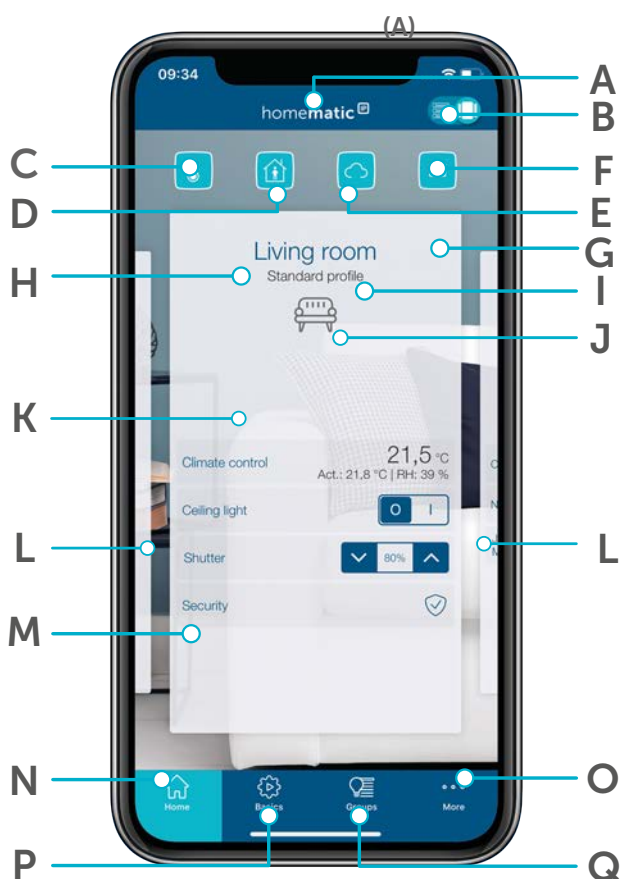 (A)
09:34
A
homematic IP
B
C
F
D
E
Living room
G
H
Standard profile
I
J
K
Climate control
21,5 °C
Act.: 21,8 °C | RH: 39 %
C
Ceiling light
O I
N
L
Shutter
80%
L
M
Security
M
N
O
Home
Basics
Groups
More
P
Q